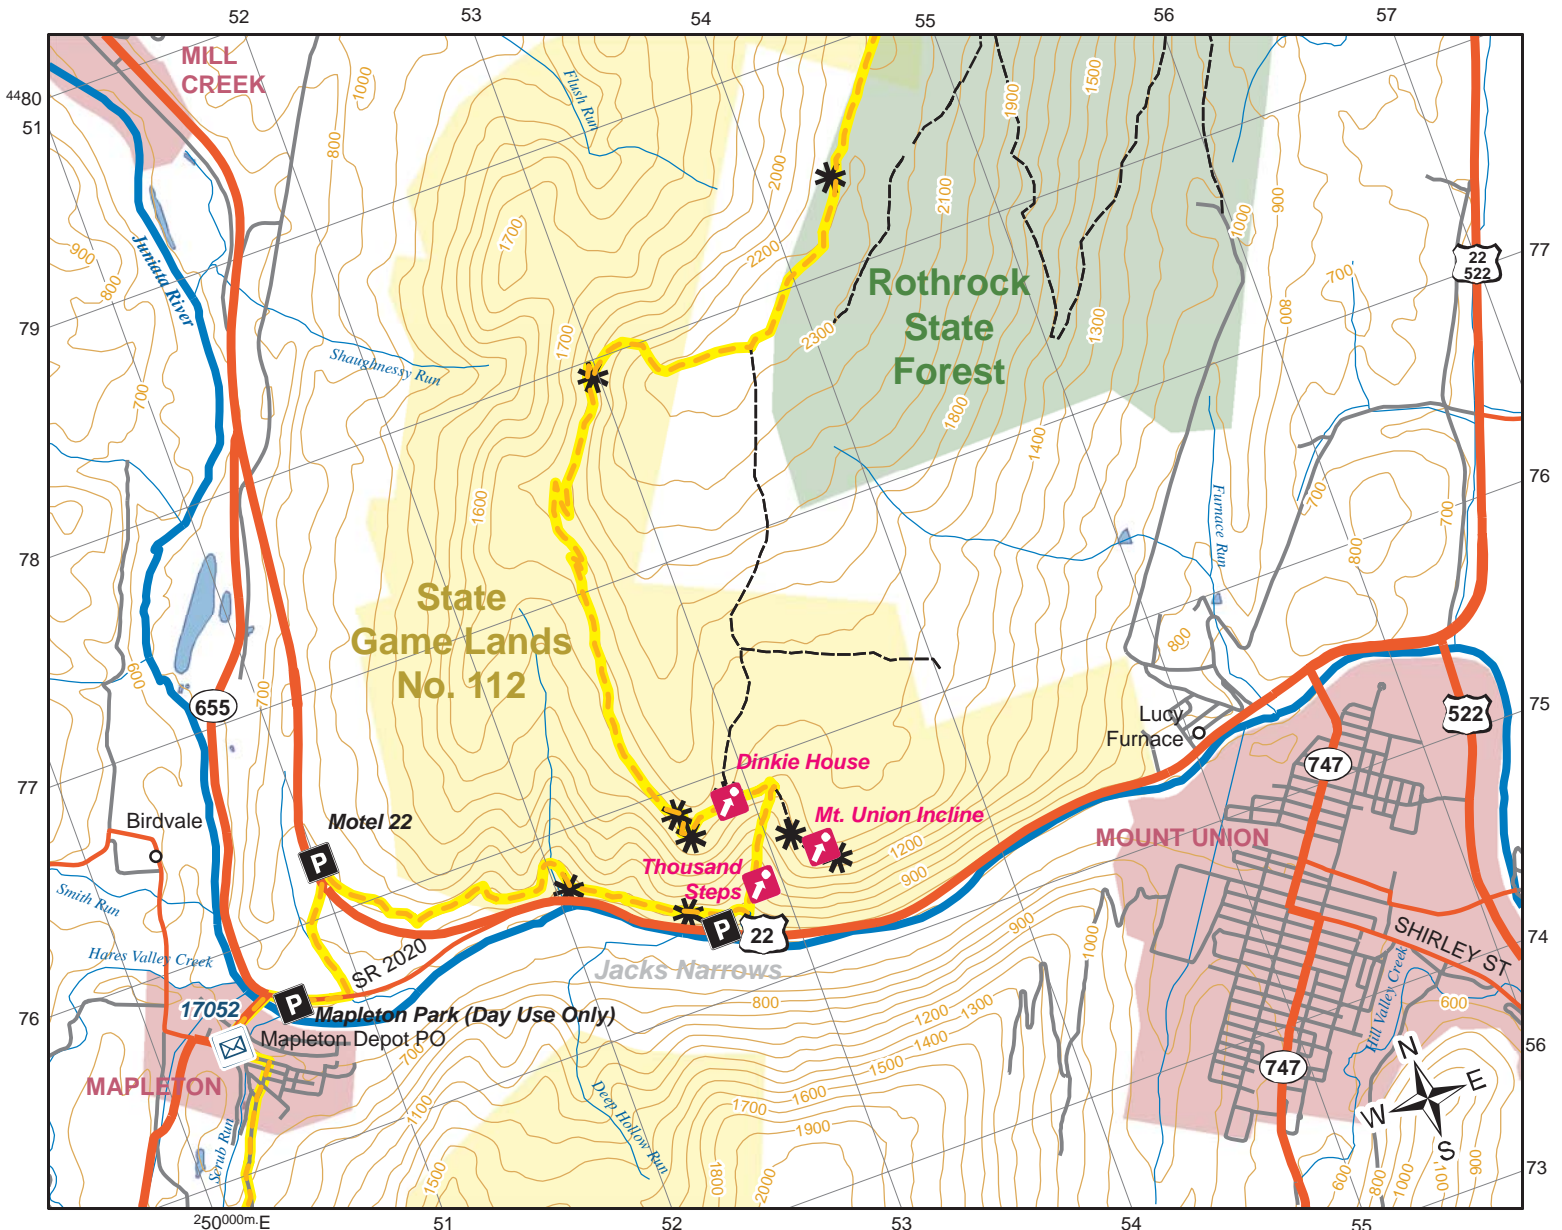 52
53
54
55
56
57
4480
51
79
78
77
76
77
76
75
74
56
73
250000m.E
51
52
53
54
55
MILL
CREEK
Flush Run
Juniata River
Shaughnessy Run
Rothrock
State
Forest
22
522
Furnace Run
State
Game Lands
No. 112
655
Lucy
Furnace
522
747
Dinkie House
Mt. Union Incline
MOUNT UNION
Birdvale
Motel 22
P
Thousand
Steps
Smith Run
P
22
SHIRLEY ST
Hares Valley Creek
SR 2020
Jacks Narrows
Hill Valley Creek
17052
P
Mapleton Park (Day Use Only)
Mapleton Depot PO
MAPLETON
747
Deep Hollow Run
Scrub Run
N
E
W
S
1000
800
900
800
700
1700
1700
2000
2200
2300
1900
1500
2100
1000
900
800
700
1300
1800
1400
1600
700
700
800
800
600
700
1200
900
900
1000
800
1200
1300
1400
1500
1600
1700
1900
700
1100
1500
1800
2000
600
600
800
1000
1100
900